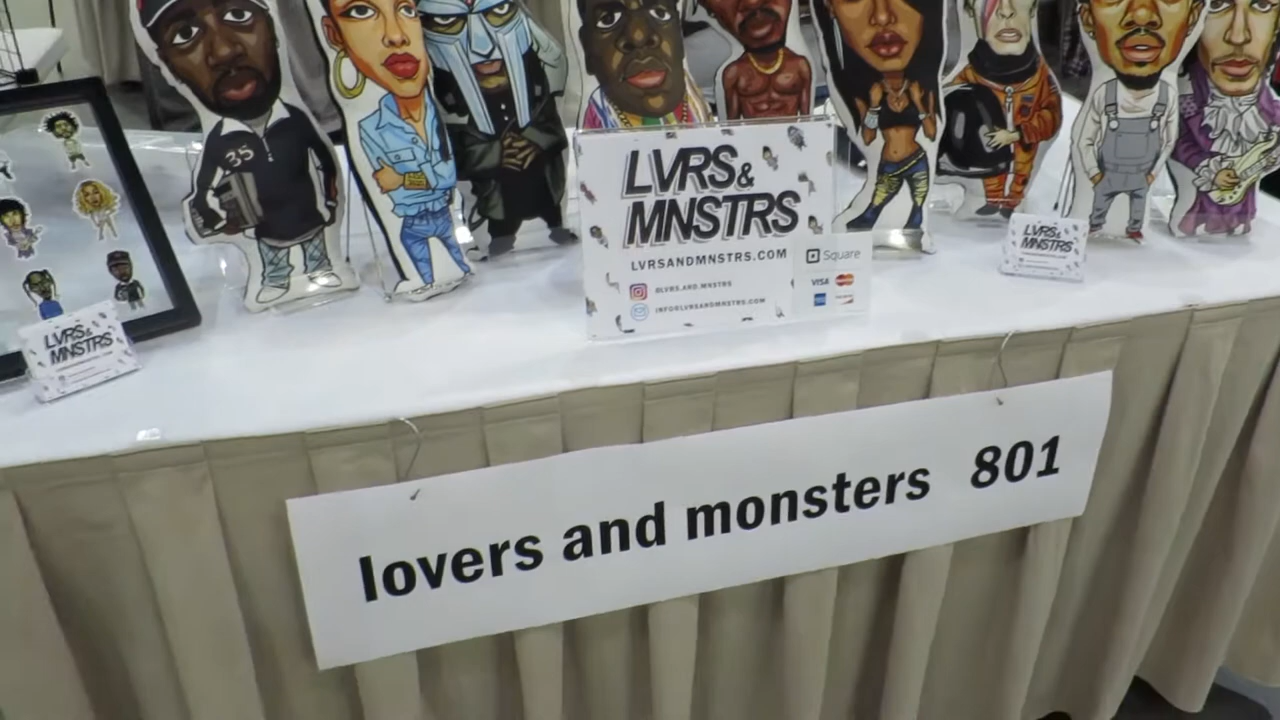 35
LVRS&
MNSTRS
LVRSANDMNSTRS.COM
Square
@LVRS.AND.MNSTRS
VISA
INFO@LVRSANDMNSTRS.COM
LVRS&
MNSTRS
LVRS&
MNSTRS
lovers and monsters 801